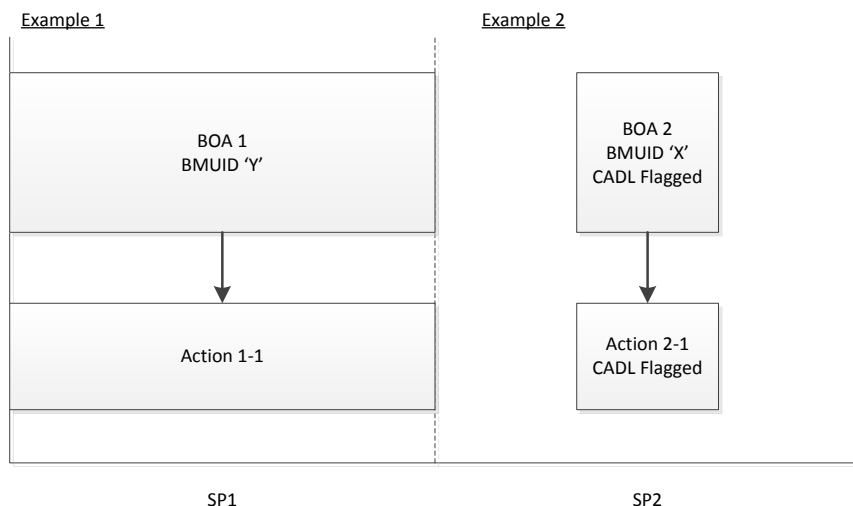 Example 1
Example 2
BOA 1
BMUID ‘Y’
BOA 2
BMUID ‘X’
CADL Flagged
Action 1-1
Action 2-1
CADL Flagged
SP1
SP2